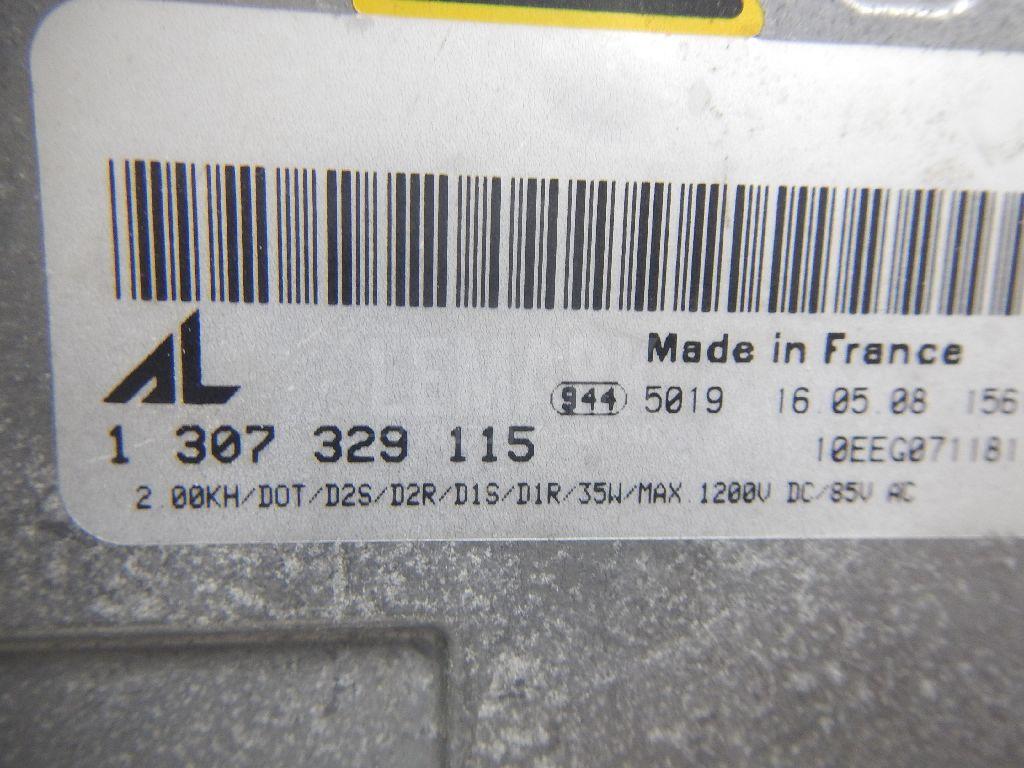 AL
Made in France
944 5019 16.05.08 156
1 307 329 115
10EEG071181
2.00KH/DOT/D2S/D2R/D1S/D1R/35W/MAX.1200V DC/85V AC